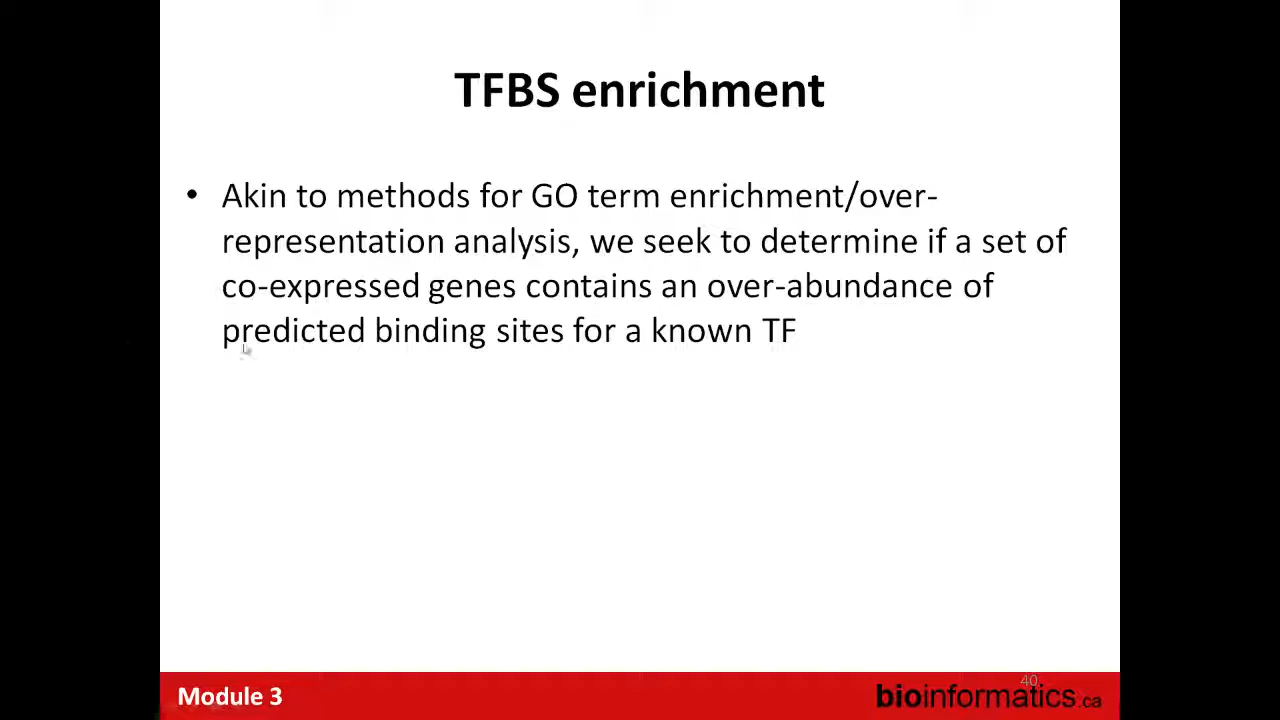 TFBS enrichment
• Akin to methods for GO term enrichment/over-
representation analysis, we seek to determine if a set of
co-expressed genes contains an over-abundance of
predicted binding sites for a known TF
40
Module 3
bioinformatics.ca